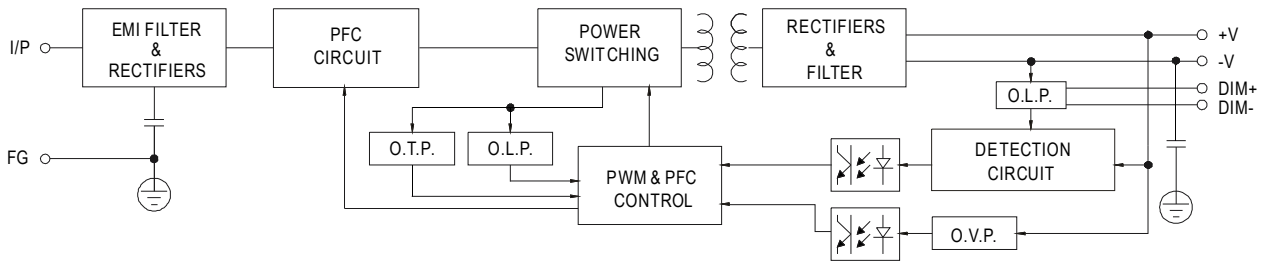 I/P
EMI FILTER
&
RECTIFIERS
PFC
CIRCUIT
POWER
SWITCHING
RECTIFIERS
&
FILTER
+V
-V
DIM+
DIM-
O.L.P.
FG
O.T.P.
O.L.P.
PWM & PFC
CONTROL
DETECTION
CIRCUIT
O.V.P.